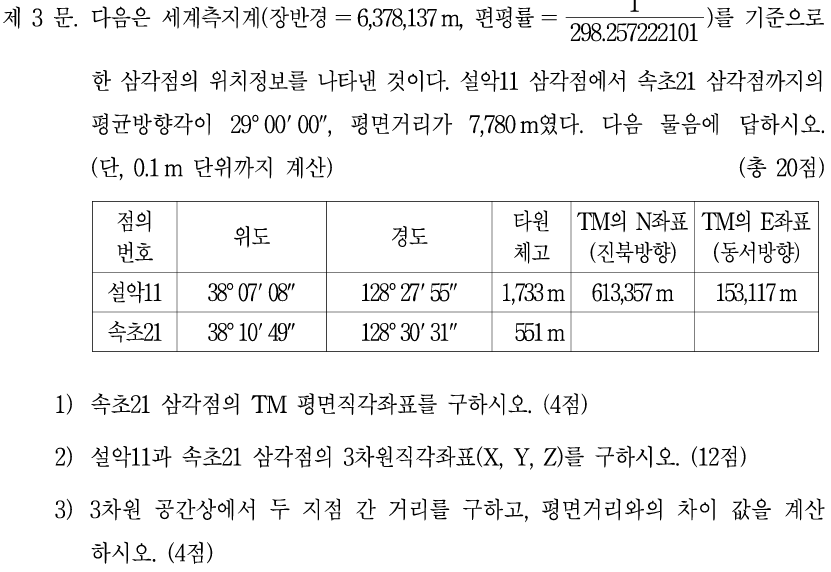 제 3 문. 다음은 세계측지계(장반경 = 6,378,137 m, 편평률 = 1/298.257222101)를 기준으로
한 삼각점의 위치정보를 나타낸 것이다. 설악11 삼각점에서 속초21 삼각점까지의
평균방향각이 29° 00′ 00″, 평면거리가 7,780 m였다. 다음 물음에 답하시오.
(단, 0.1 m 단위까지 계산) (총 20점)
점의 번호 위도 경도 타원체고 TM의 N좌표 (진북방향) TM의 E좌표 (동서방향)
설악11 38° 07′ 08″ 128° 27′ 55″ 1,733 m 613,357 m 153,117 m
속초21 38° 10′ 49″ 128° 30′ 31″ 551 m
1) 속초21 삼각점의 TM 평면직각좌표를 구하시오. (4점)
2) 설악11과 속초21 삼각점의 3차원직각좌표(X, Y, Z)를 구하시오. (12점)
3) 3차원 공간상에서 두 지점 간 거리를 구하고, 평면거리와의 차이 값을 계산
하시오. (4점)